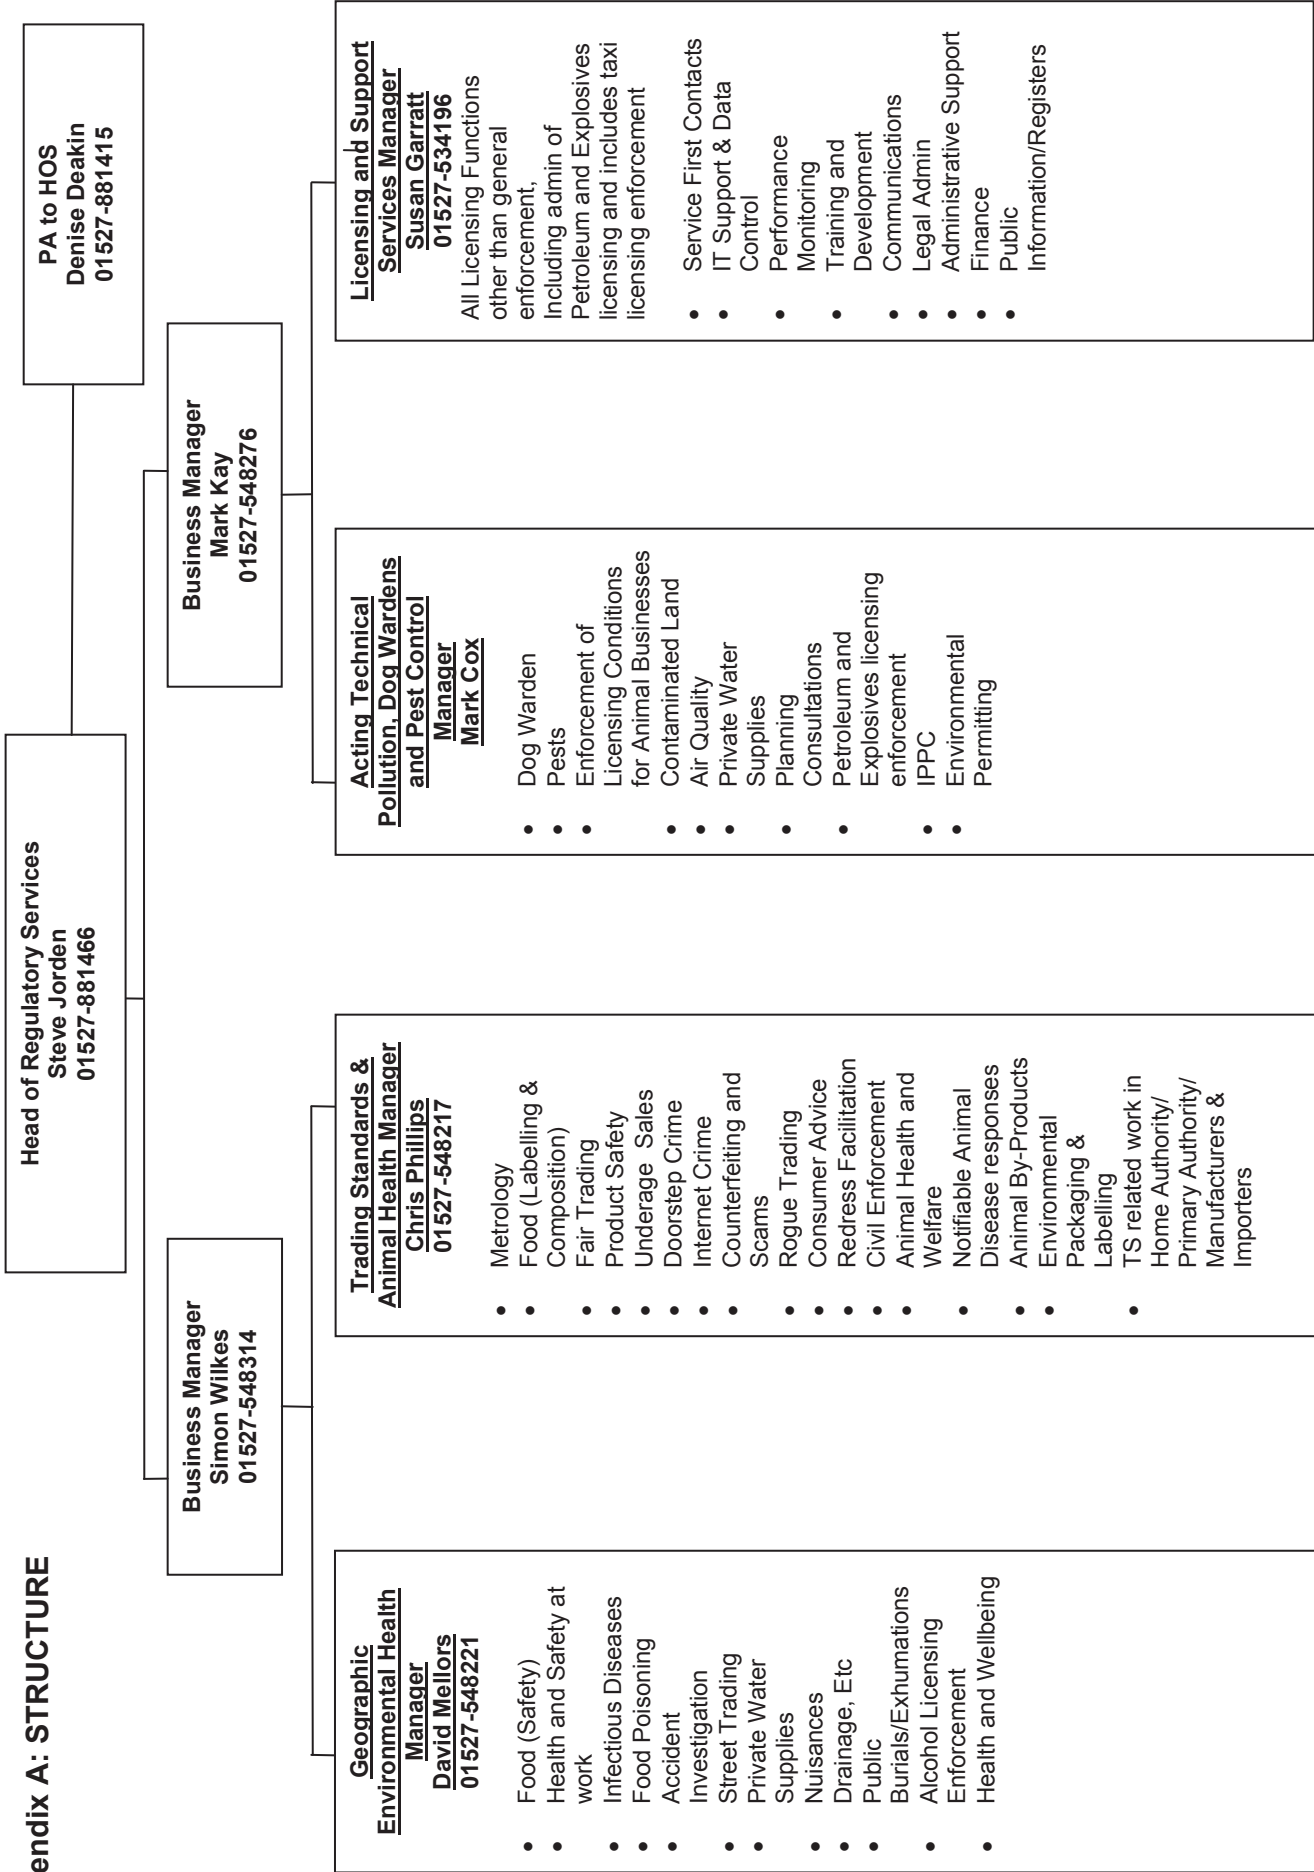 endix A: STRUCTURE
Head of Regulatory Services
Steve Jorden
01527-881466
PA to HOS
Denise Deakin
01527-881415
Business Manager
Simon Wilkes
01527-548314
Business Manager
Mark Kay
01527-548276
Geographic
Environmental Health
Manager
David Mellors
01527-548221
• Food (Safety)
• Health and Safety at
work
• Infectious Diseases
• Food Poisoning
• Accident
Investigation
• Street Trading
• Private Water
Supplies
• Nuisances
• Drainage, Etc
• Public
Burials/Exhumations
• Alcohol Licensing
Enforcement
• Health and Wellbeing
Trading Standards &
Animal Health Manager
Chris Phillips
01527-548217
• Metrology
• Food (Labelling &
Composition)
• Fair Trading
• Product Safety
• Underage Sales
• Doorstep Crime
• Internet Crime
• Counterfeiting and
Scams
• Rogue Trading
• Consumer Advice
• Redress Facilitation
• Civil Enforcement
• Animal Health and
Welfare
• Notifiable Animal
Disease responses
• Animal By-Products
• Environmental
Packaging &
Labelling
• TS related work in
Home Authority/
Primary Authority/
Manufacturers &
Importers
Acting Technical
Pollution, Dog Wardens
and Pest Control
Manager
Mark Cox
• Dog Warden
• Pests
• Enforcement of
Licensing Conditions
for Animal Businesses
• Contaminated Land
• Air Quality
• Private Water
Supplies
• Planning
Consultations
• Petroleum and
Explosives licensing
enforcement
• IPPC
• Environmental
Permitting
Licensing and Support
Services Manager
Susan Garratt
01527-534196
All Licensing Functions
other than general
enforcement,
Including admin of
Petroleum and Explosives
licensing and includes taxi
licensing enforcement
• Service First Contacts
• IT Support & Data
Control
• Performance
Monitoring
• Training and
Development
• Communications
• Legal Admin
• Administrative Support
• Finance
• Public
Information/Registers